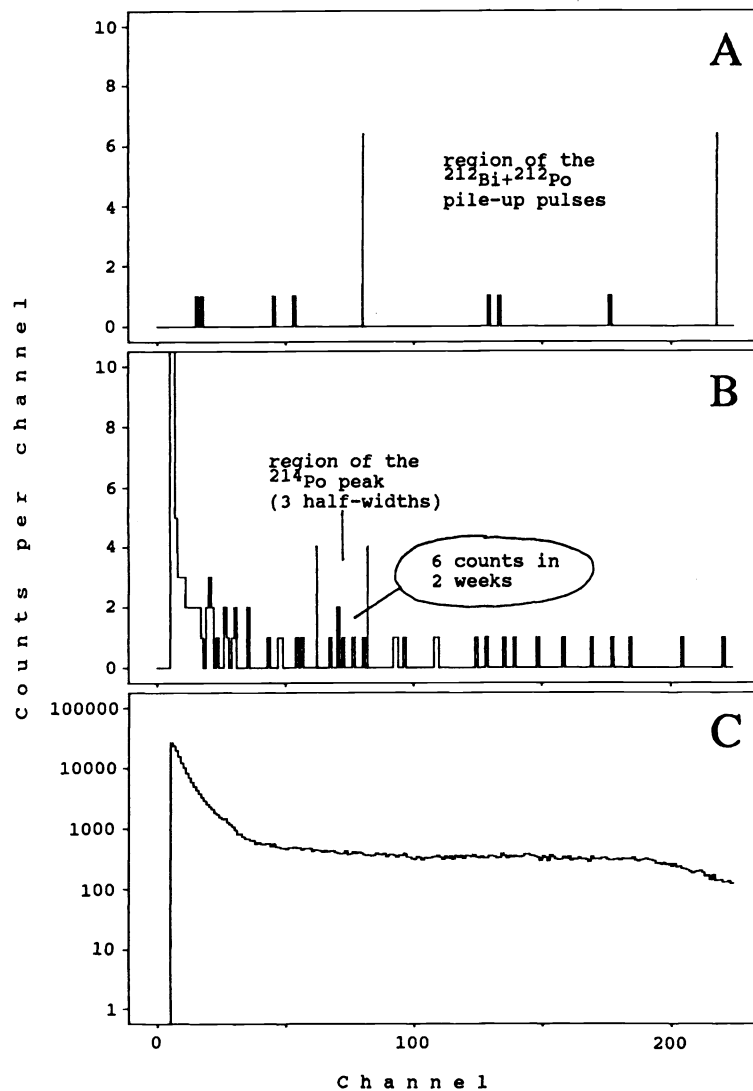 Counts per channel
10
8
6
4
2
0
A
region of the
212Bi+212Po
pile-up pulses
10
8
6
4
2
0
B
region of the
214Po peak
(3 half-widths)
6 counts in
2 weeks
100000
10000
1000
100
10
1
C
0 100 200
Channel